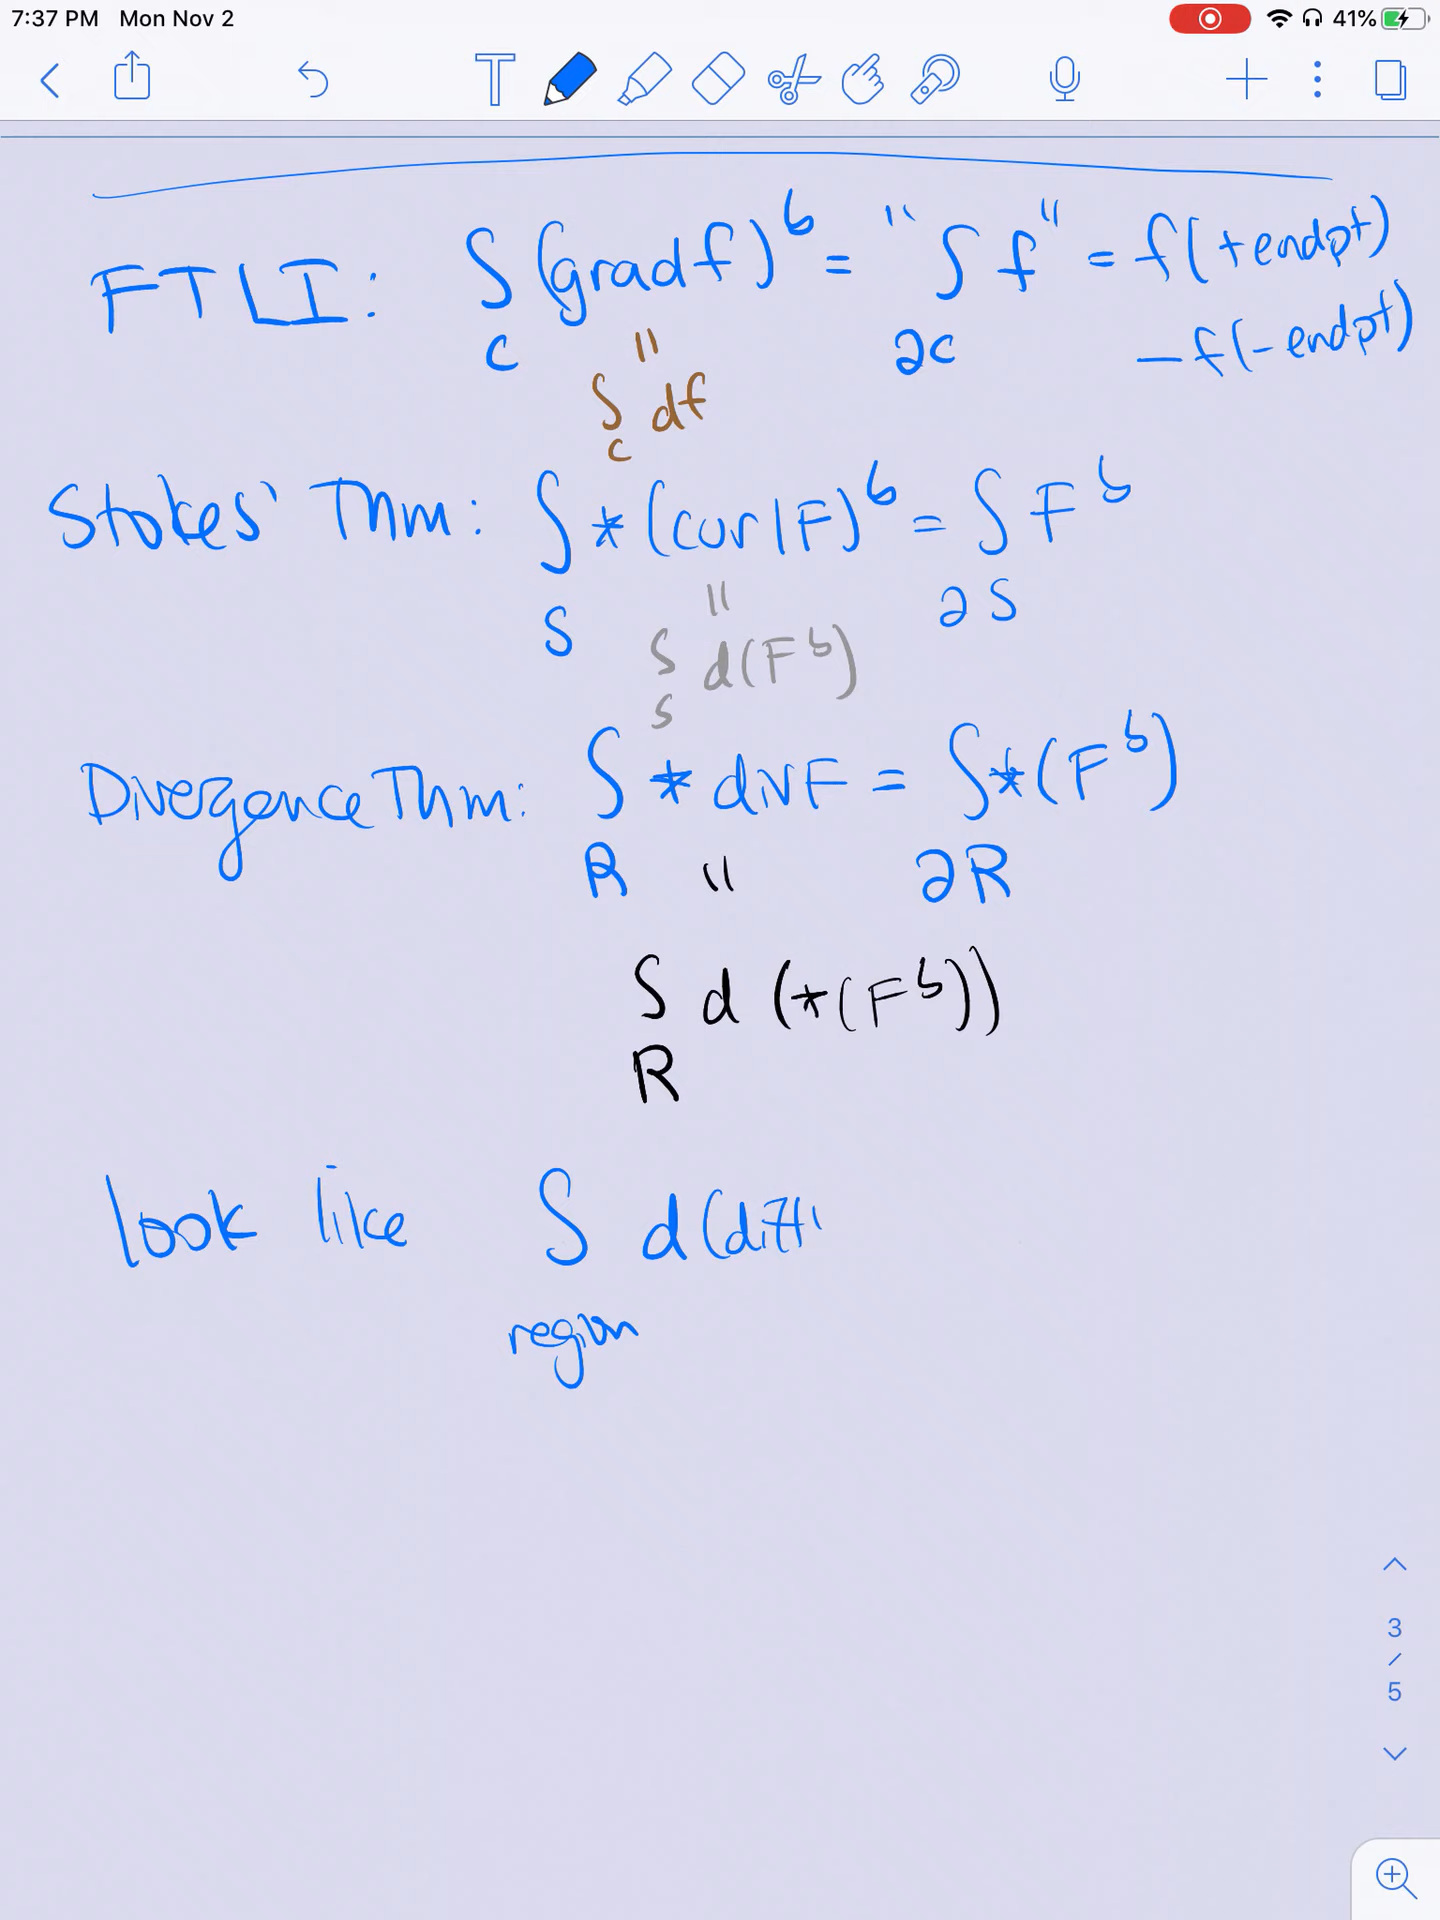 7:37 PM Mon Nov 2 41%
T
FTLI: ∫ (grad f)♭ = "∫ f" = f(+endpt)
C ∂C - f(-endpt)
||
∫ df
C
Stokes' Thm: ∫ * (curl F)♭ = ∫ F♭
S ∂S
||
∫ d(F♭)
S
Divergence Thm: ∫ * div F = ∫ * (F♭)
R || ∂R
∫ d (*(F♭))
R
look like ∫ d (diff
region
3
/
5